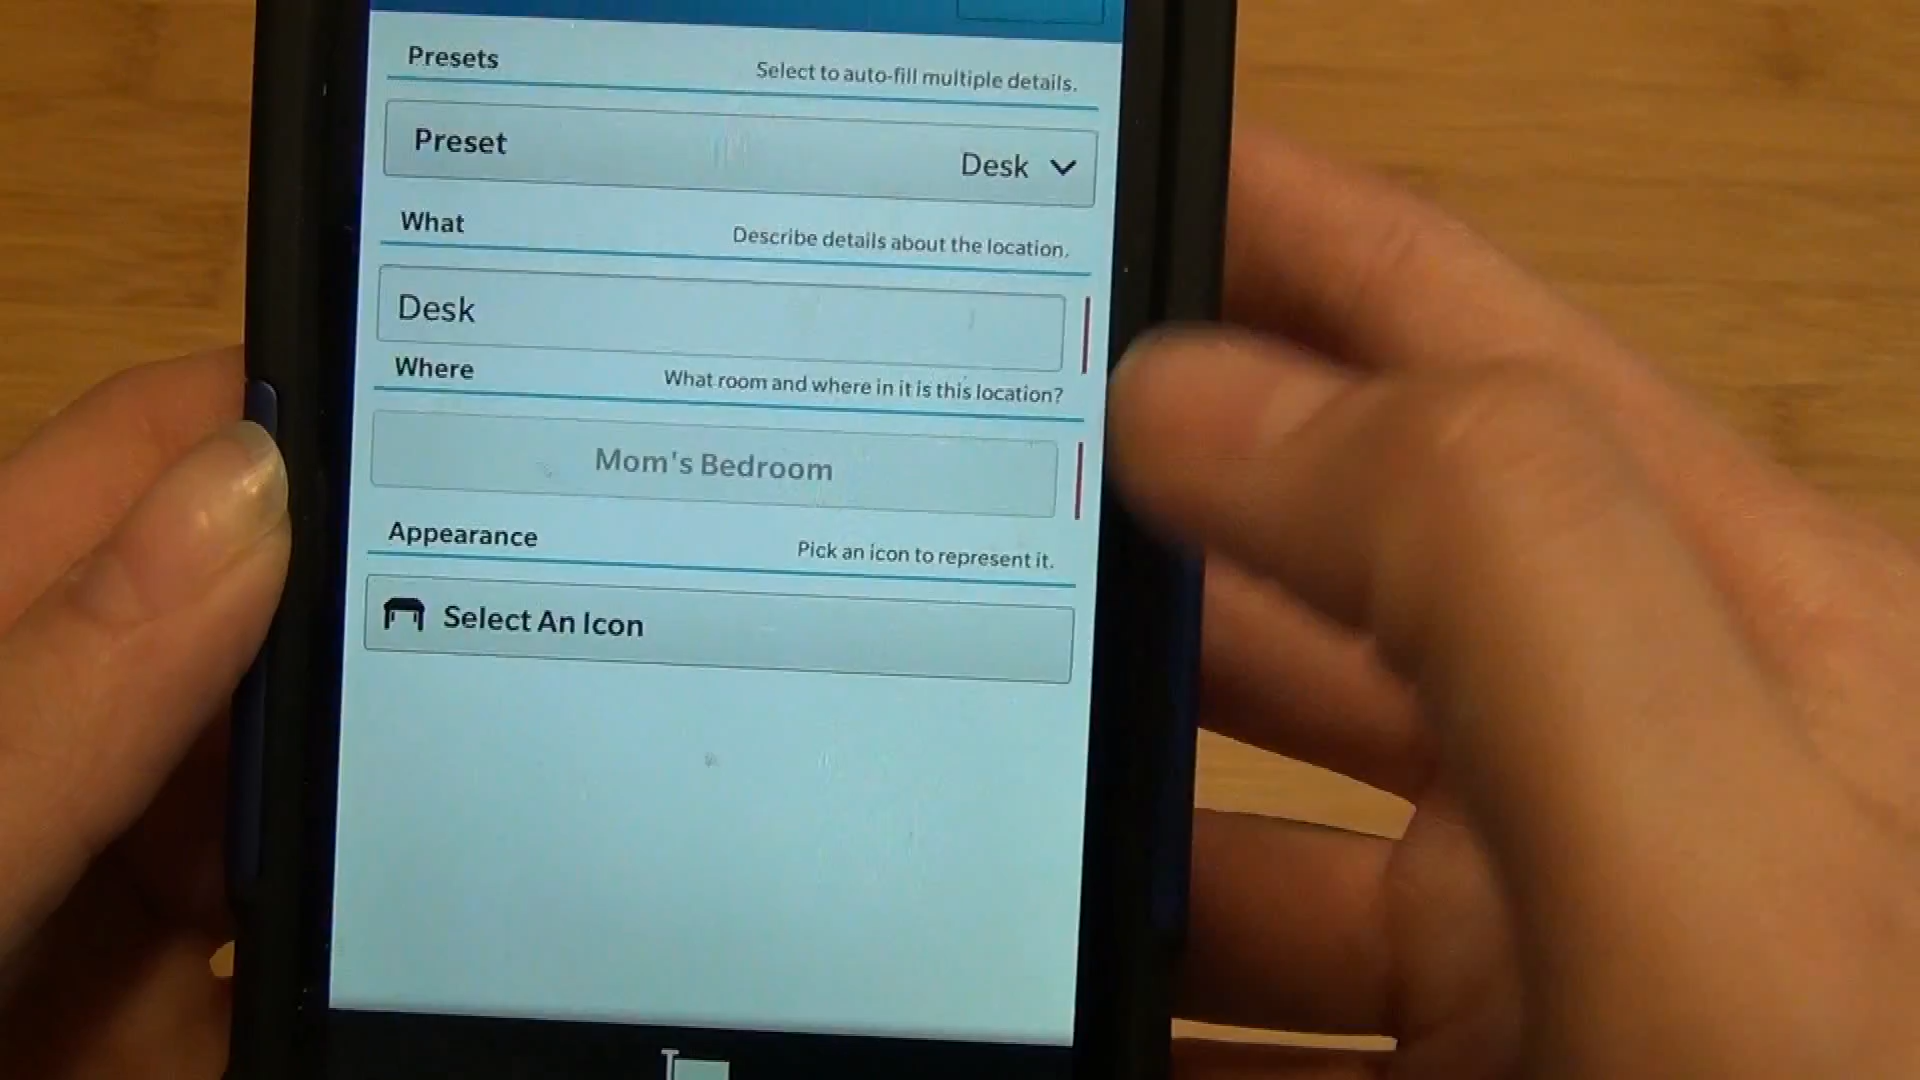 Presets
Select to auto-fill multiple details.
Preset
Desk
What
Describe details about the location.
Desk
Where
What room and where in it is this location?
Mom's Bedroom
Appearance
Pick an icon to represent it.
Select An Icon